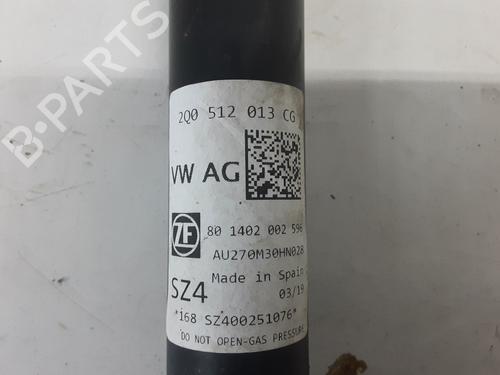 B-PARTS
2Q0 512 013 CG
VW AG
ZF
80 1402 002 596
AU270M30HN028
Made in Spain
SZ4
03/19
*168 SZ400251076*
DO NOT OPEN-GAS PRESSURE